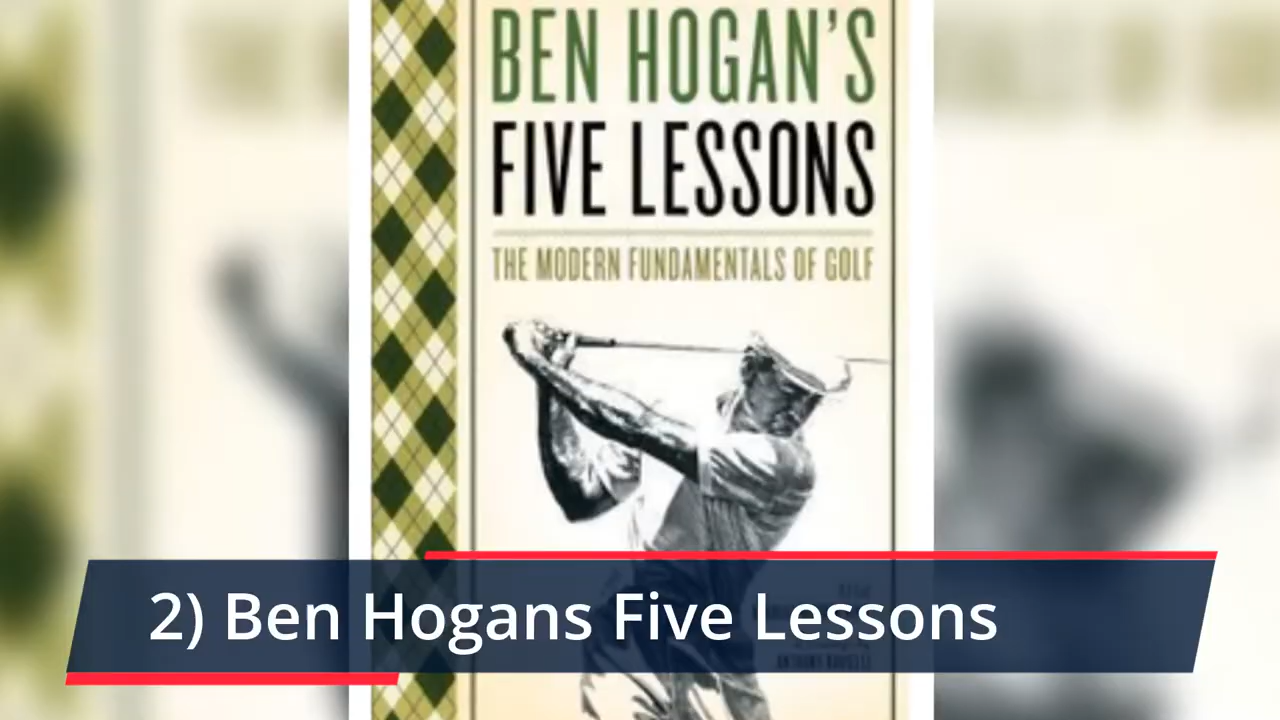 BEN HOGAN'S
FIVE LESSONS
THE MODERN FUNDAMENTALS OF GOLF
2) Ben Hogans Five Lessons